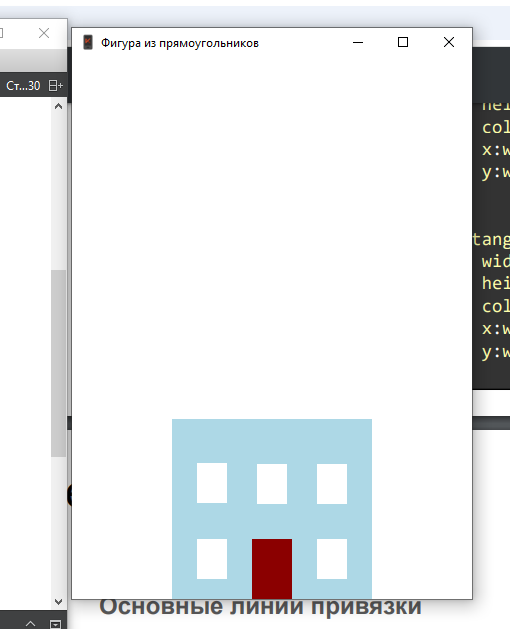 Фигура из прямоугольников
Ст...30
hei
col
x:w
y:w
tang
wid
hei
col
x:w
y:w
Основные линии привязки